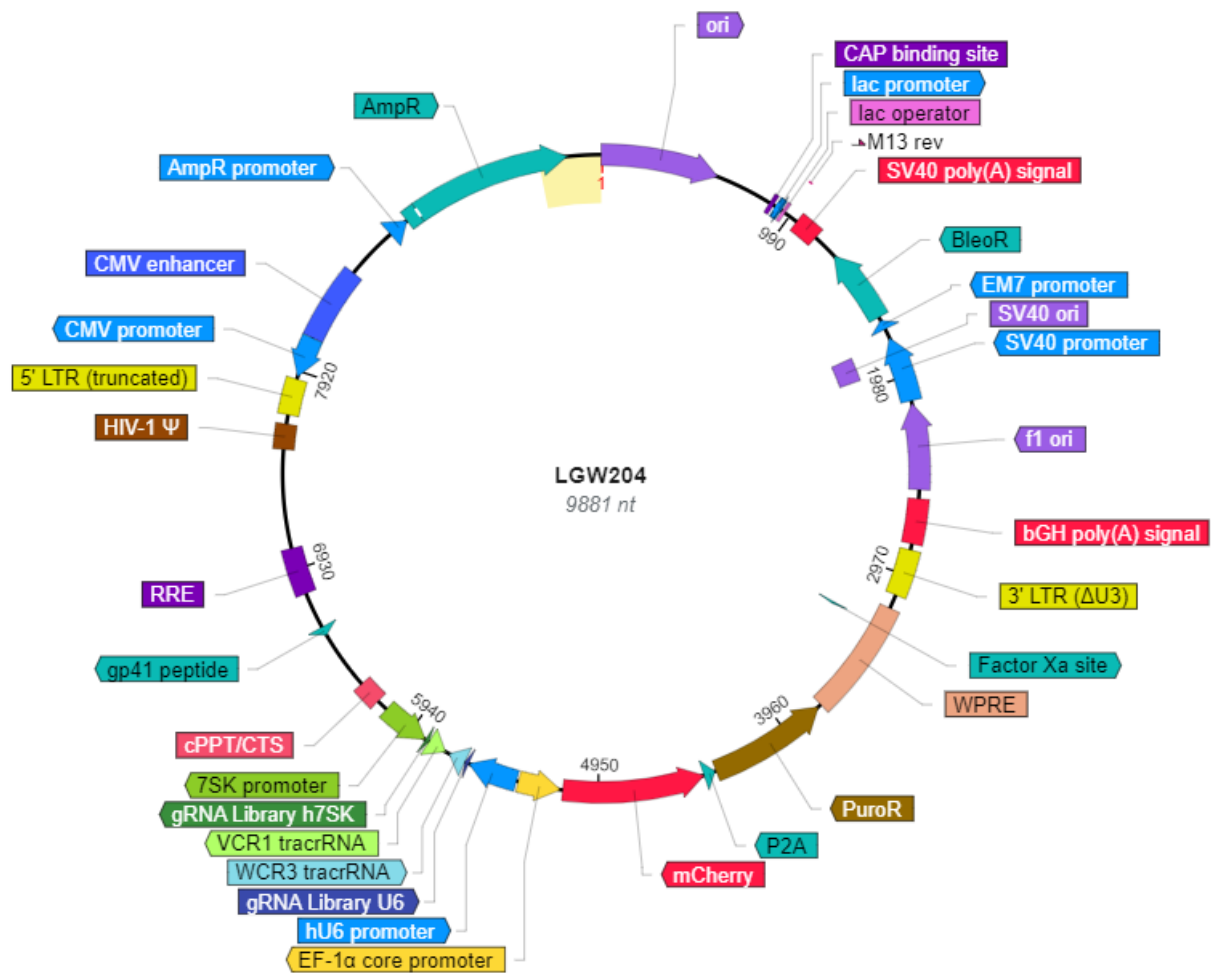 ori
CAP binding site
lac promoter
lac operator
M13 rev
SV40 poly(A) signal
BleoR
EM7 promoter
SV40 ori
SV40 promoter
f1 ori
bGH poly(A) signal
3' LTR (ΔU3)
Factor Xa site
WPRE
PuroR
P2A
mCherry
EF-1α core promoter
hU6 promoter
gRNA Library U6
WCR3 tracrRNA
VCR1 tracrRNA
gRNA Library h7SK
7SK promoter
cPPT/CTS
gp41 peptide
RRE
HIV-1 Ψ
5' LTR (truncated)
CMV promoter
CMV enhancer
AmpR promoter
AmpR
1
990
1980
2970
3960
4950
5940
6930
7920
LGW204
9881 nt